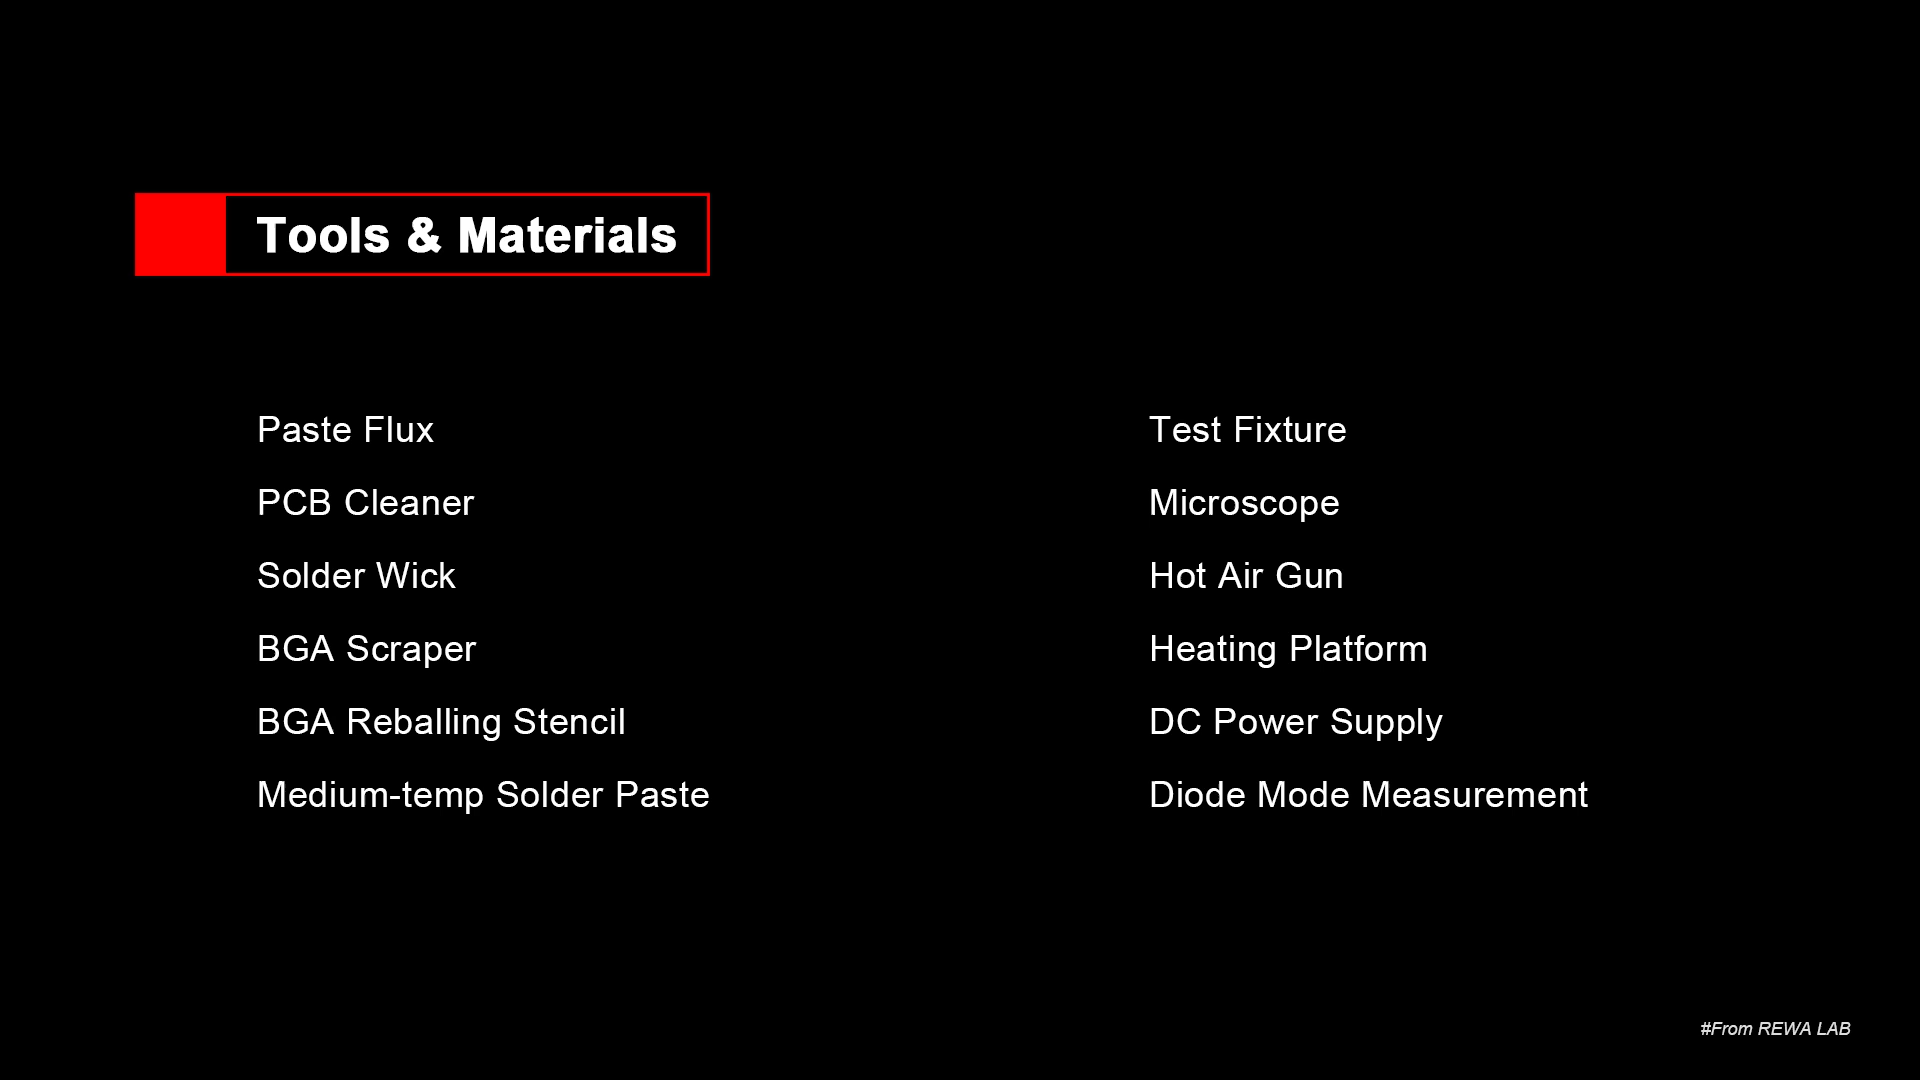 Tools & Materials
Paste Flux
PCB Cleaner
Solder Wick
BGA Scraper
BGA Reballing Stencil
Medium-temp Solder Paste
Test Fixture
Microscope
Hot Air Gun
Heating Platform
DC Power Supply
Diode Mode Measurement
#From REWA LAB